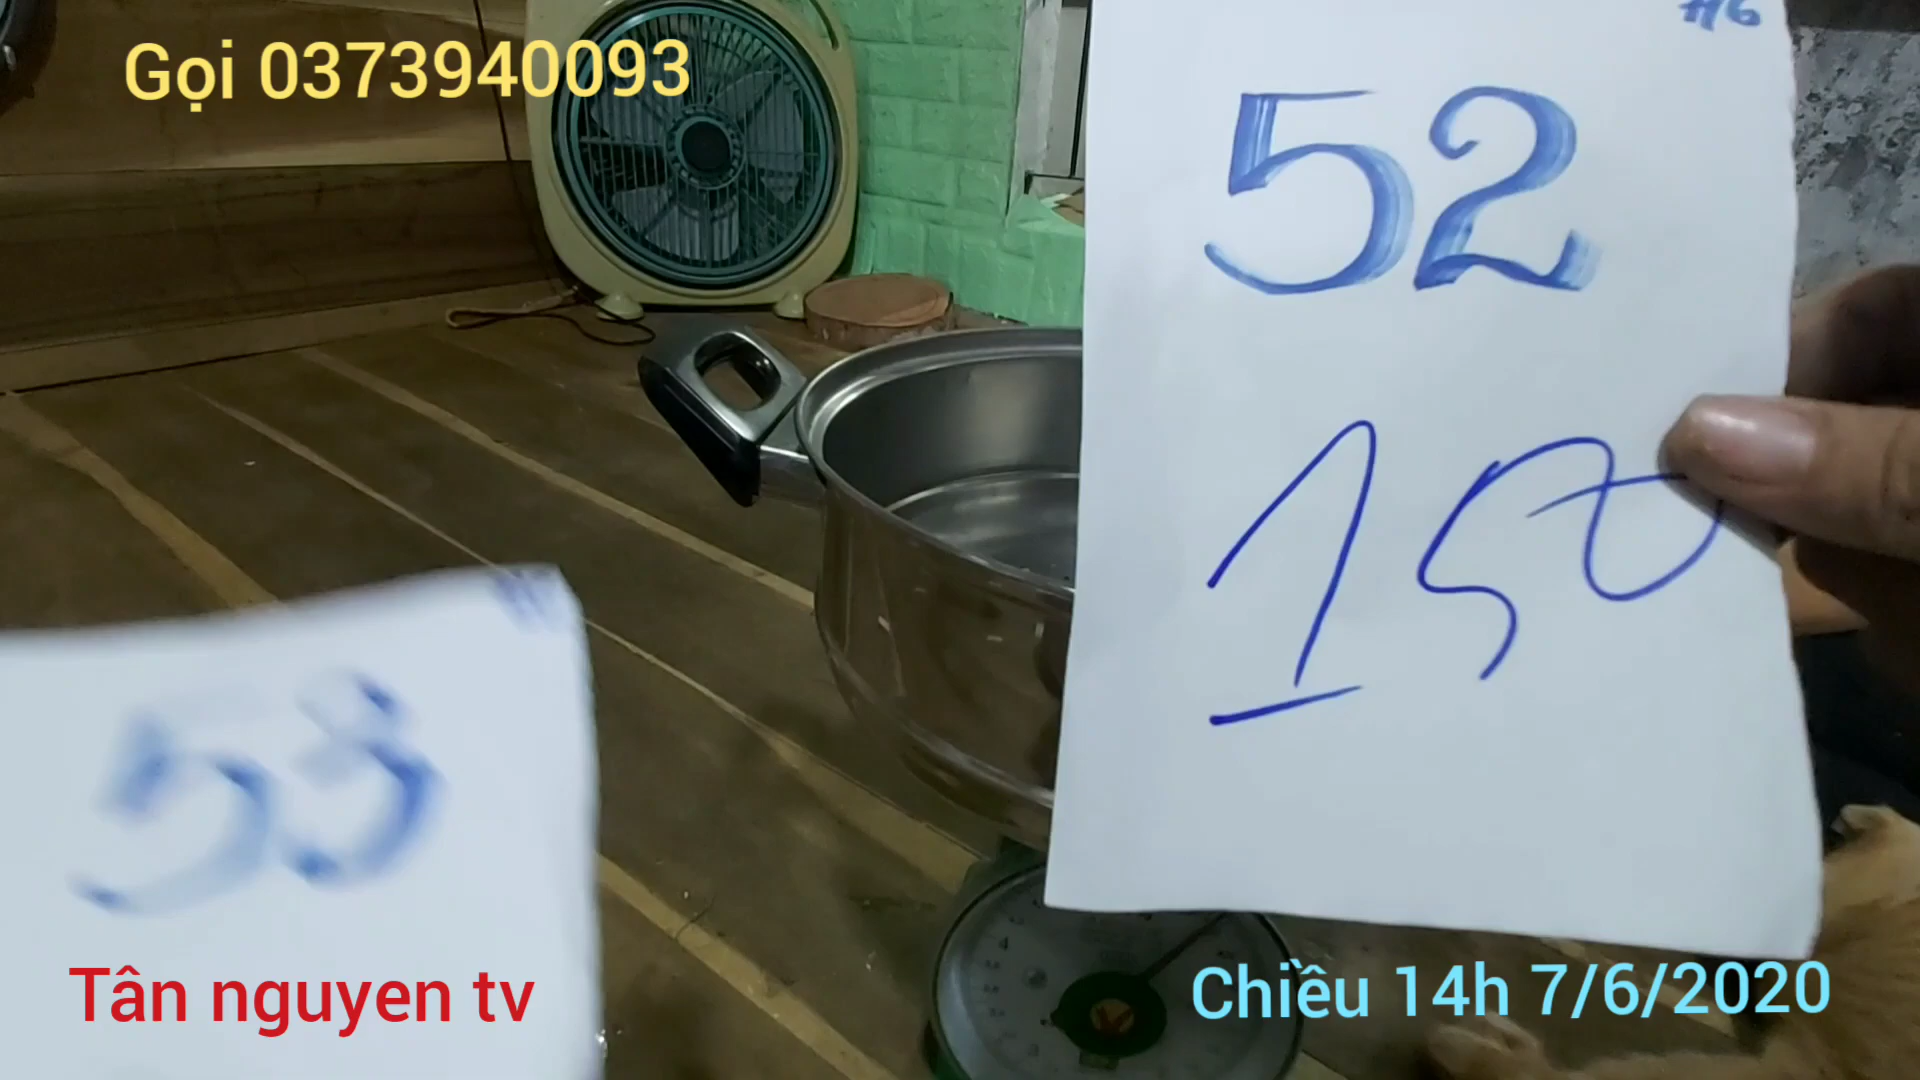 Gọi 0373940093
52
150
53
Tân nguyen tv
Chiều 14h 7/6/2020